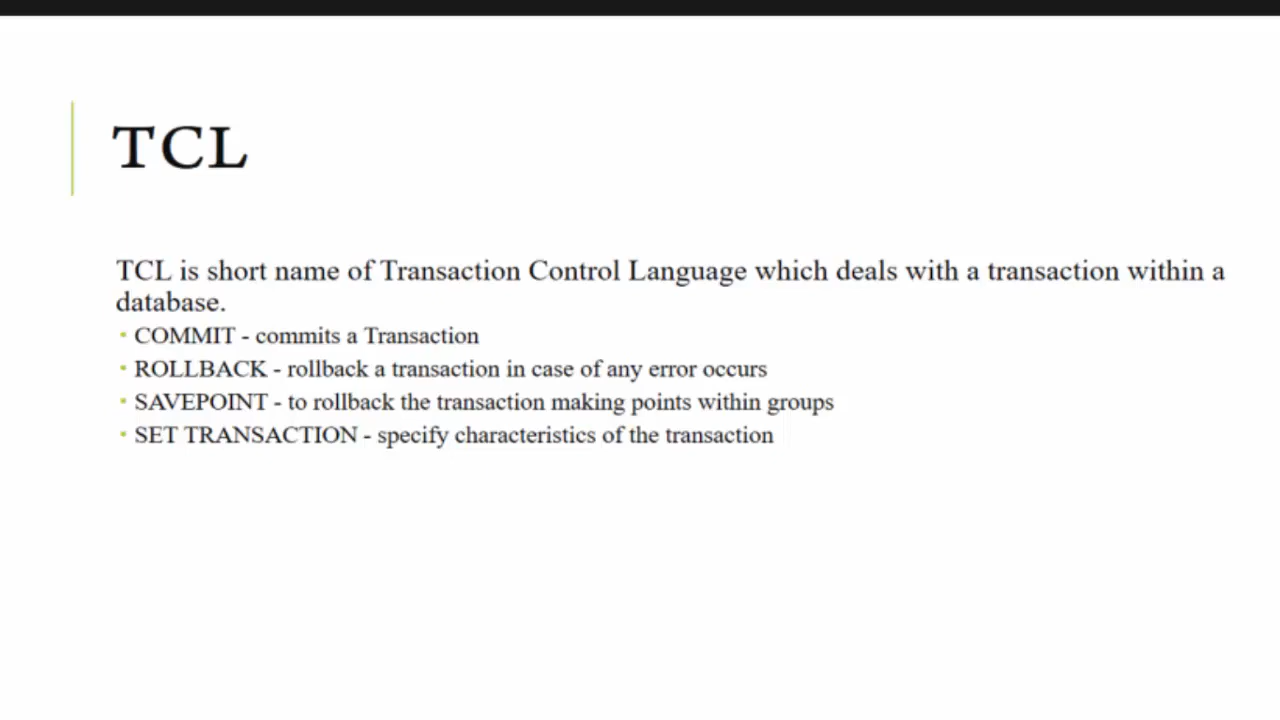 TCL
TCL is short name of Transaction Control Language which deals with a transaction within a
database.
▪ COMMIT - commits a Transaction
▪ ROLLBACK - rollback a transaction in case of any error occurs
▪ SAVEPOINT - to rollback the transaction making points within groups
▪ SET TRANSACTION - specify characteristics of the transaction